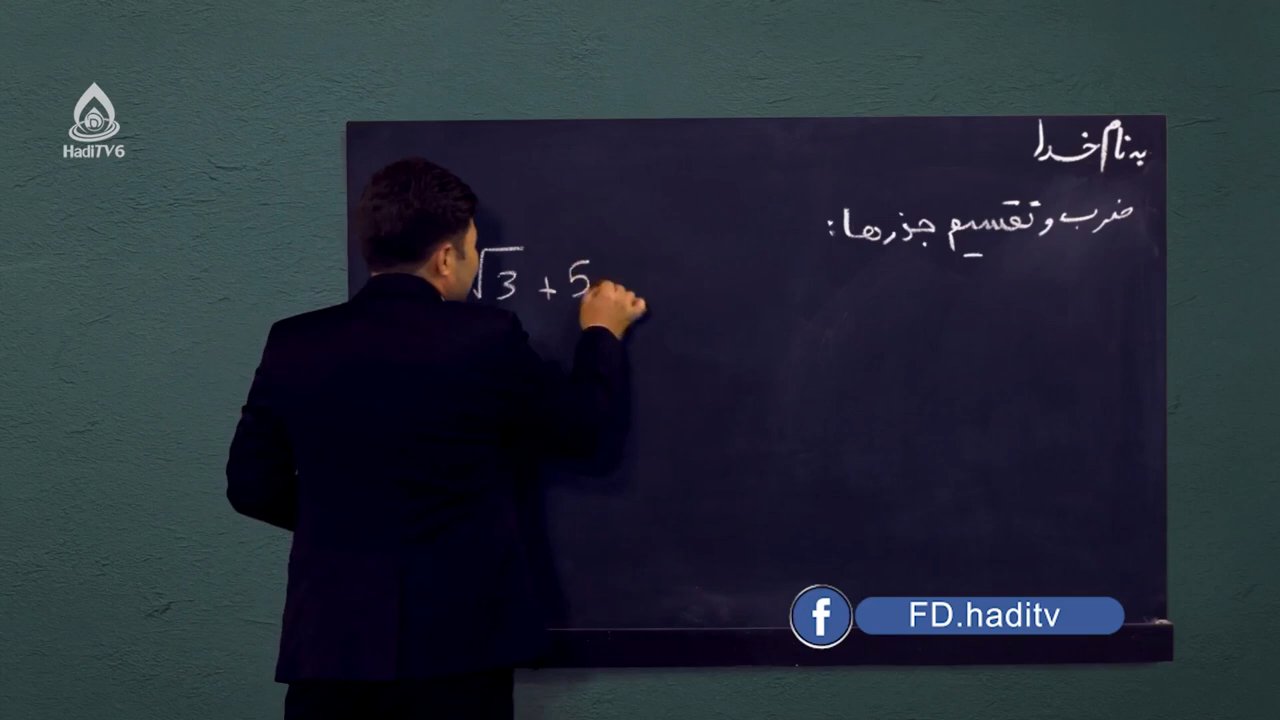 HadiTV6
به نام خدا
ضرب و تقسیم جذرها:
√3 + 5
FD.haditv